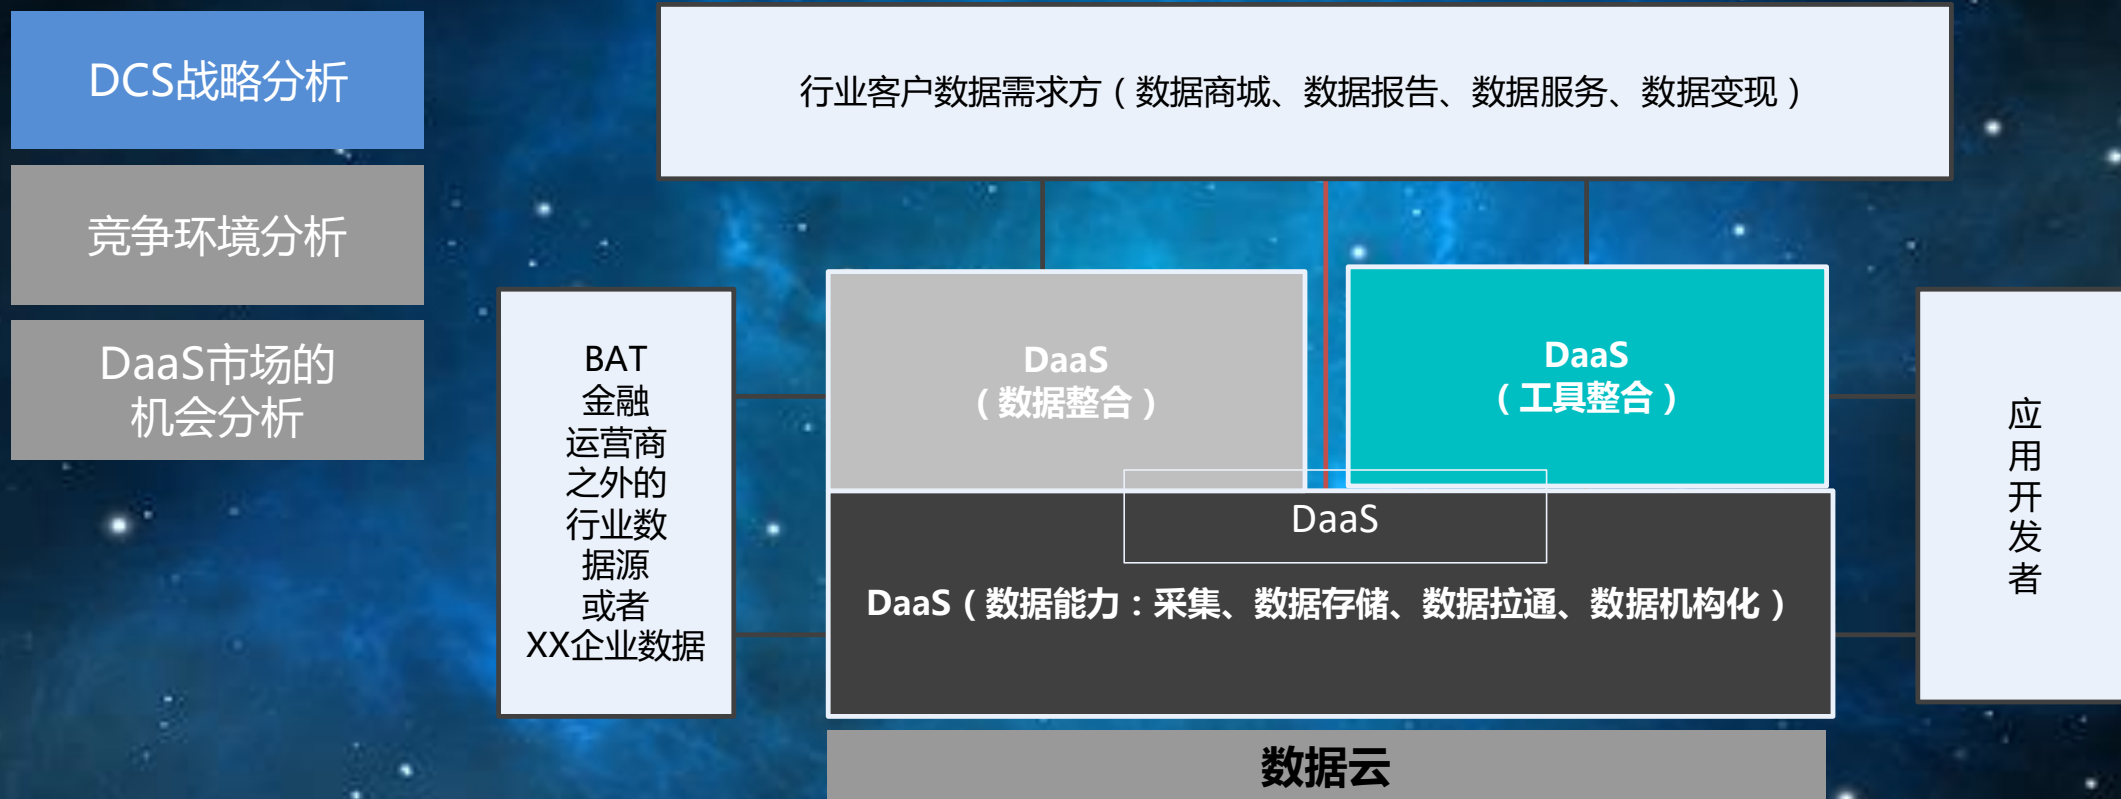 DCS战略分析
竞争环境分析
DaaS市场的
机会分析
行业客户数据需求方（数据商城、数据报告、数据服务、数据变现）
BAT
金融
运营商
之外的
行业数
据源
或者
XX企业数据
DaaS
（数据整合）
DaaS
（工具整合）
DaaS
DaaS（数据能力：采集、数据存储、数据拉通、数据机构化）
应
用
开
发
者
数据云